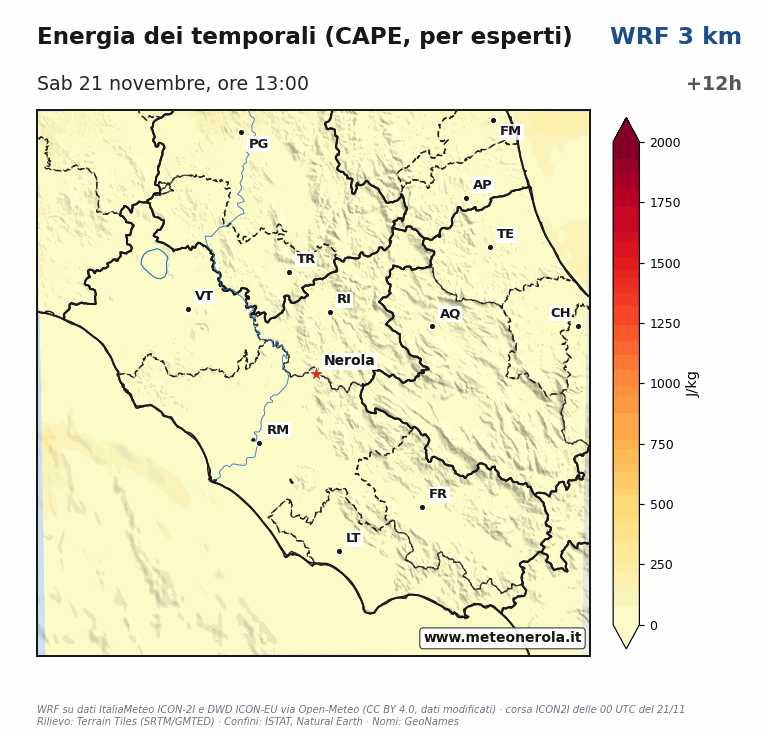 Energia dei temporali (CAPE, per esperti)
WRF 3 km
Sab 21 novembre, ore 13:00
+12h
FM
PG
AP
TE
TR
VT
RI
AQ
CH
Nerola
RM
FR
LT
www.meteonerola.it
2000
1750
1500
1250
1000
750
500
250
0
J/kg
WRF su dati ItaliaMeteo ICON-2I e DWD ICON-EU via Open-Meteo (CC BY 4.0, dati modificati) · corsa ICON2I delle 00 UTC del 21/11
Rilievo: Terrain Tiles (SRTM/GMTED) · Confini: ISTAT, Natural Earth · Nomi: GeoNames